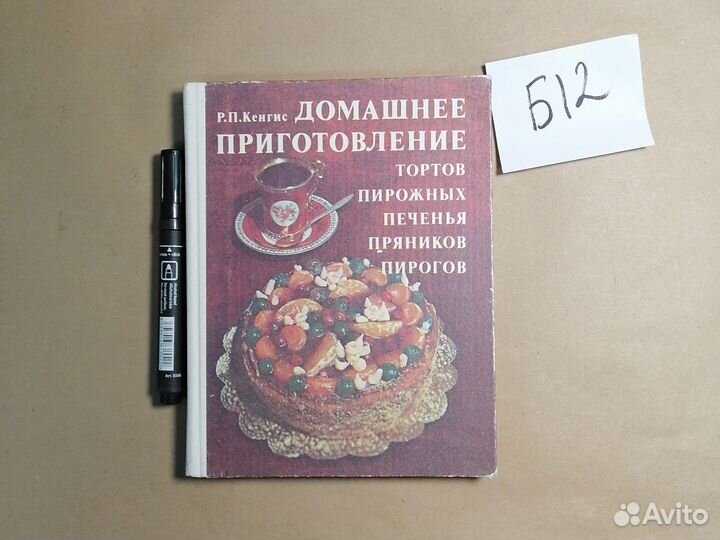 Р.П.Кенгис ДОМАШНЕЕ
ПРИГОТОВЛЕНИЕ
ТОРТОВ
ПИРОЖНЫХ
ПЕЧЕНЬЯ
ПРЯНИКОВ
ПИРОГОВ
Б12
Avito